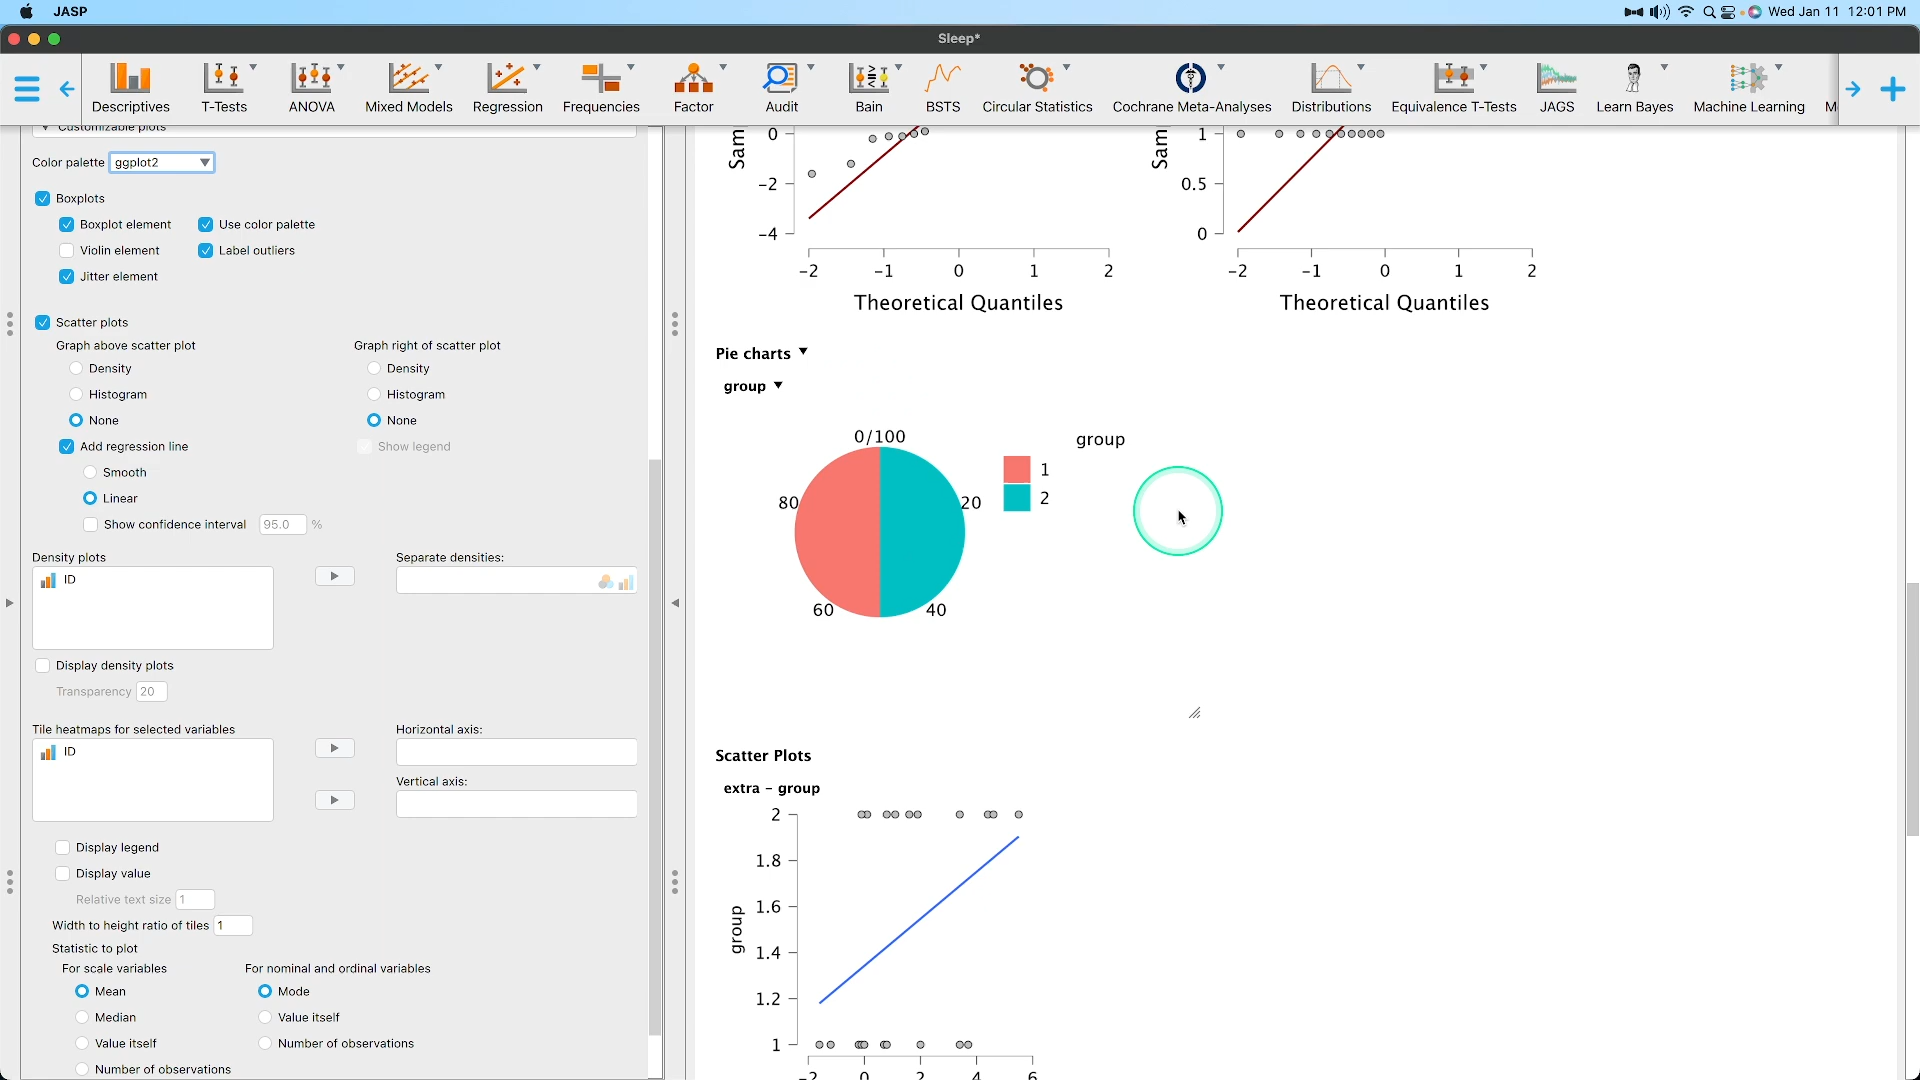 JASP
Wed Jan 11 12:01 PM
Sleep*
Descriptives
T-Tests
ANOVA
Mixed Models
Regression
Frequencies
Factor
Audit
Bain
BSTS
Circular Statistics
Cochrane Meta-Analyses
Distributions
Equivalence T-Tests
JAGS
Learn Bayes
Machine Learning
M
Customizable plots
Color palette ggplot2
Boxplots
Boxplot element
Use color palette
Violin element
Label outliers
Jitter element
Scatter plots
Graph above scatter plot
Graph right of scatter plot
Density
Density
Histogram
Histogram
None
None
Add regression line
Show legend
Smooth
Linear
Show confidence interval 95.0 %
Density plots
Separate densities:
ID
Display density plots
Transparency 20
Tile heatmaps for selected variables
Horizontal axis:
ID
Vertical axis:
Display legend
Display value
Relative text size 1
Width to height ratio of tiles 1
Statistic to plot
For scale variables
For nominal and ordinal variables
Mean
Mode
Median
Value itself
Value itself
Number of observations
Number of observations
Sam
0
-2
-4
-2 -1 0 1 2
Theoretical Quantiles
Sam
1
0.5
0
-2 -1 0 1 2
Theoretical Quantiles
Pie charts
group
0/100
80
20
60
40
group
1
2
Scatter Plots
extra - group
2
1.8
1.6
1.4
1.2
1
group
-2 0 2 4 6